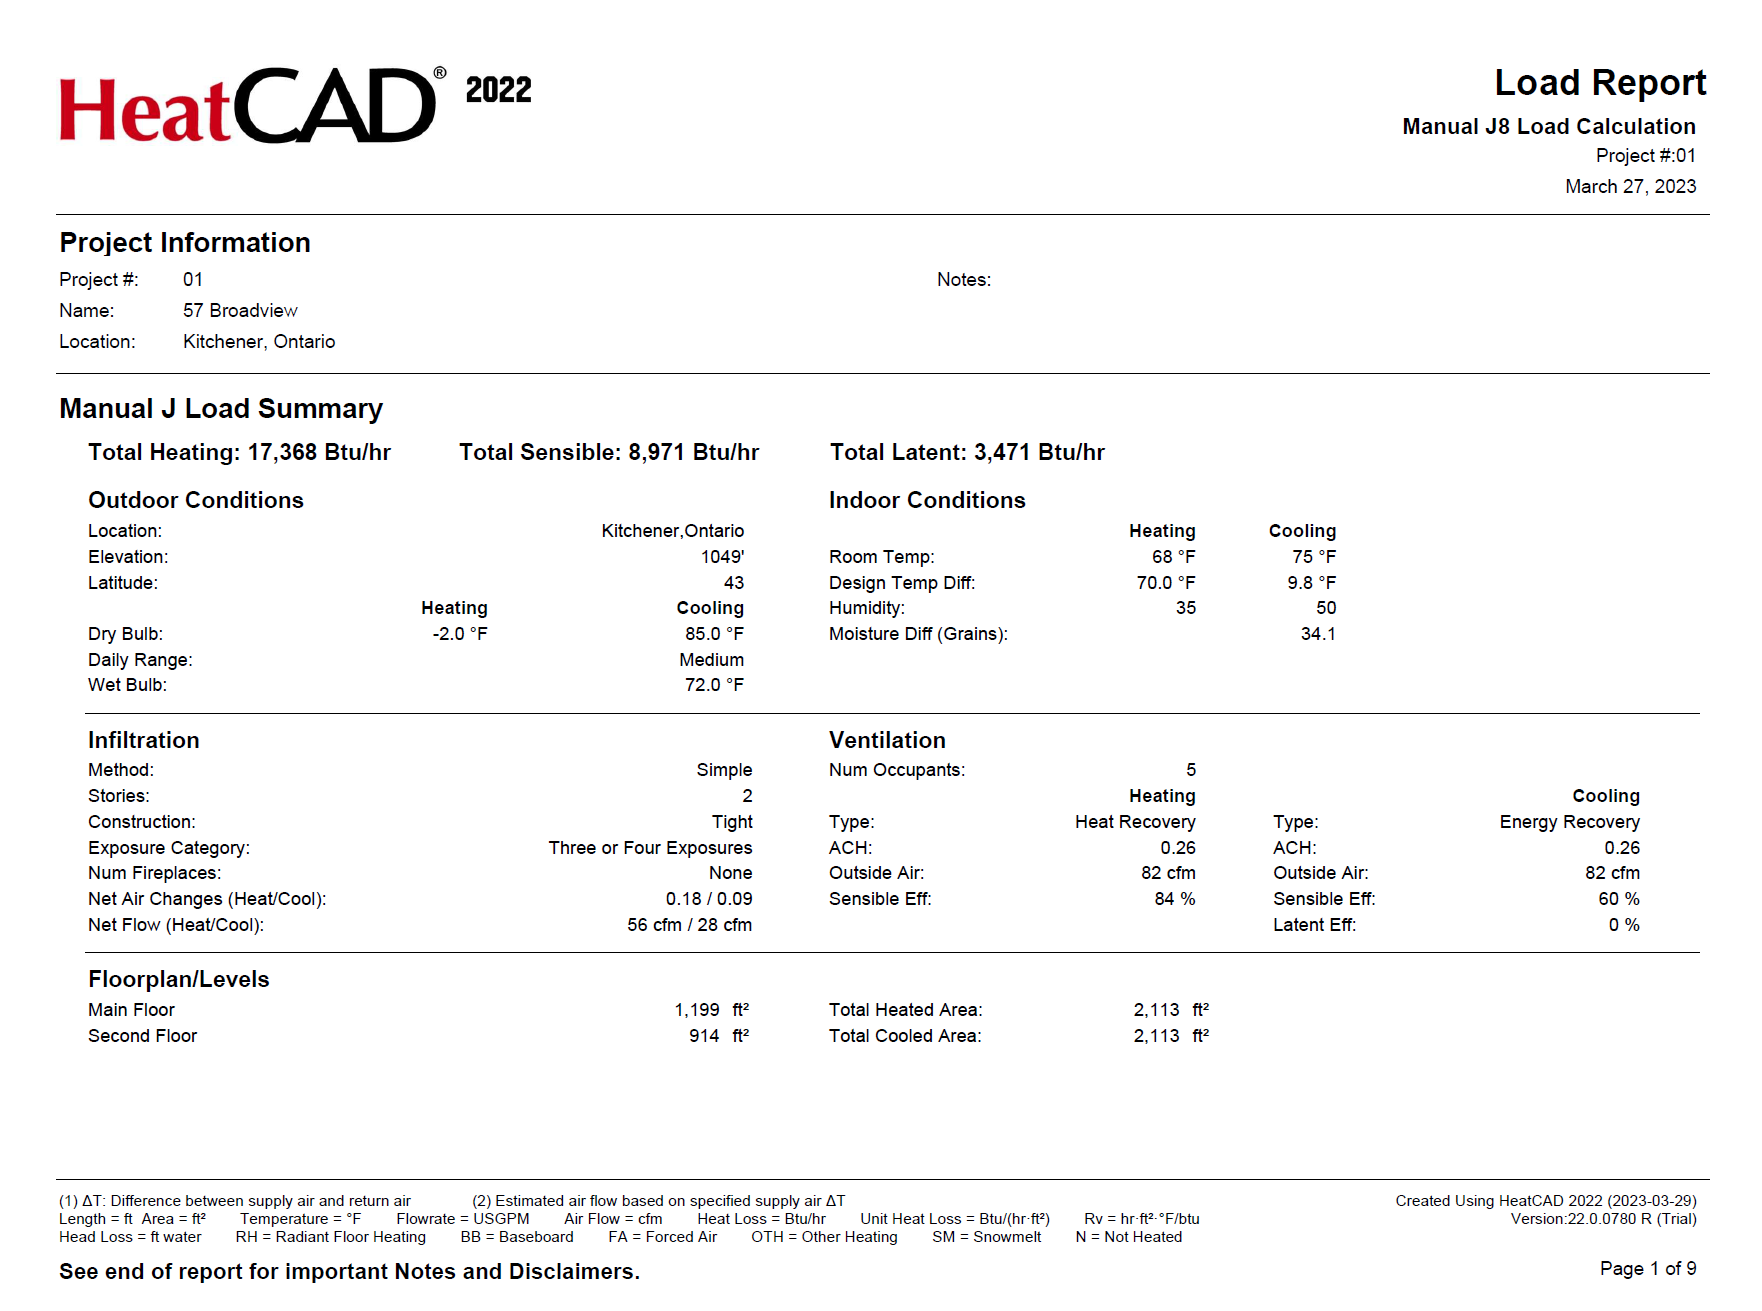 HeatCAD® 2022
Load Report
Manual J8 Load Calculation
Project #:01
March 27, 2023
Project Information
Project #: 01 Notes:
Name: 57 Broadview
Location: Kitchener, Ontario
Manual J Load Summary
Total Heating: 17,368 Btu/hr Total Sensible: 8,971 Btu/hr Total Latent: 3,471 Btu/hr
Outdoor Conditions
Location: Kitchener,Ontario
Elevation: 1049'
Latitude: 43
Heating Cooling
Dry Bulb: -2.0 °F 85.0 °F
Daily Range: Medium
Wet Bulb: 72.0 °F
Indoor Conditions
Heating Cooling
Room Temp: 68 °F 75 °F
Design Temp Diff: 70.0 °F 9.8 °F
Humidity: 35 50
Moisture Diff (Grains): 34.1
Infiltration
Method: Simple
Stories: 2
Construction: Tight
Exposure Category: Three or Four Exposures
Num Fireplaces: None
Net Air Changes (Heat/Cool): 0.18 / 0.09
Net Flow (Heat/Cool): 56 cfm / 28 cfm
Ventilation
Num Occupants: 5
Heating Cooling
Type: Heat Recovery Type: Energy Recovery
ACH: 0.26 ACH: 0.26
Outside Air: 82 cfm Outside Air: 82 cfm
Sensible Eff: 84 % Sensible Eff: 60 %
Latent Eff: 0 %
Floorplan/Levels
Main Floor 1,199 ft² Total Heated Area: 2,113 ft²
Second Floor 914 ft² Total Cooled Area: 2,113 ft²
(1) ΔT: Difference between supply air and return air (2) Estimated air flow based on specified supply air ΔT Created Using HeatCAD 2022 (2023-03-29)
Length = ft Area = ft² Temperature = °F Flowrate = USGPM Air Flow = cfm Heat Loss = Btu/hr Unit Heat Loss = Btu/(hr·ft²) Rv = hr·ft²·°F/btu Version:22.0.0780 R (Trial)
Head Loss = ft water RH = Radiant Floor Heating BB = Baseboard FA = Forced Air OTH = Other Heating SM = Snowmelt N = Not Heated
See end of report for important Notes and Disclaimers. Page 1 of 9